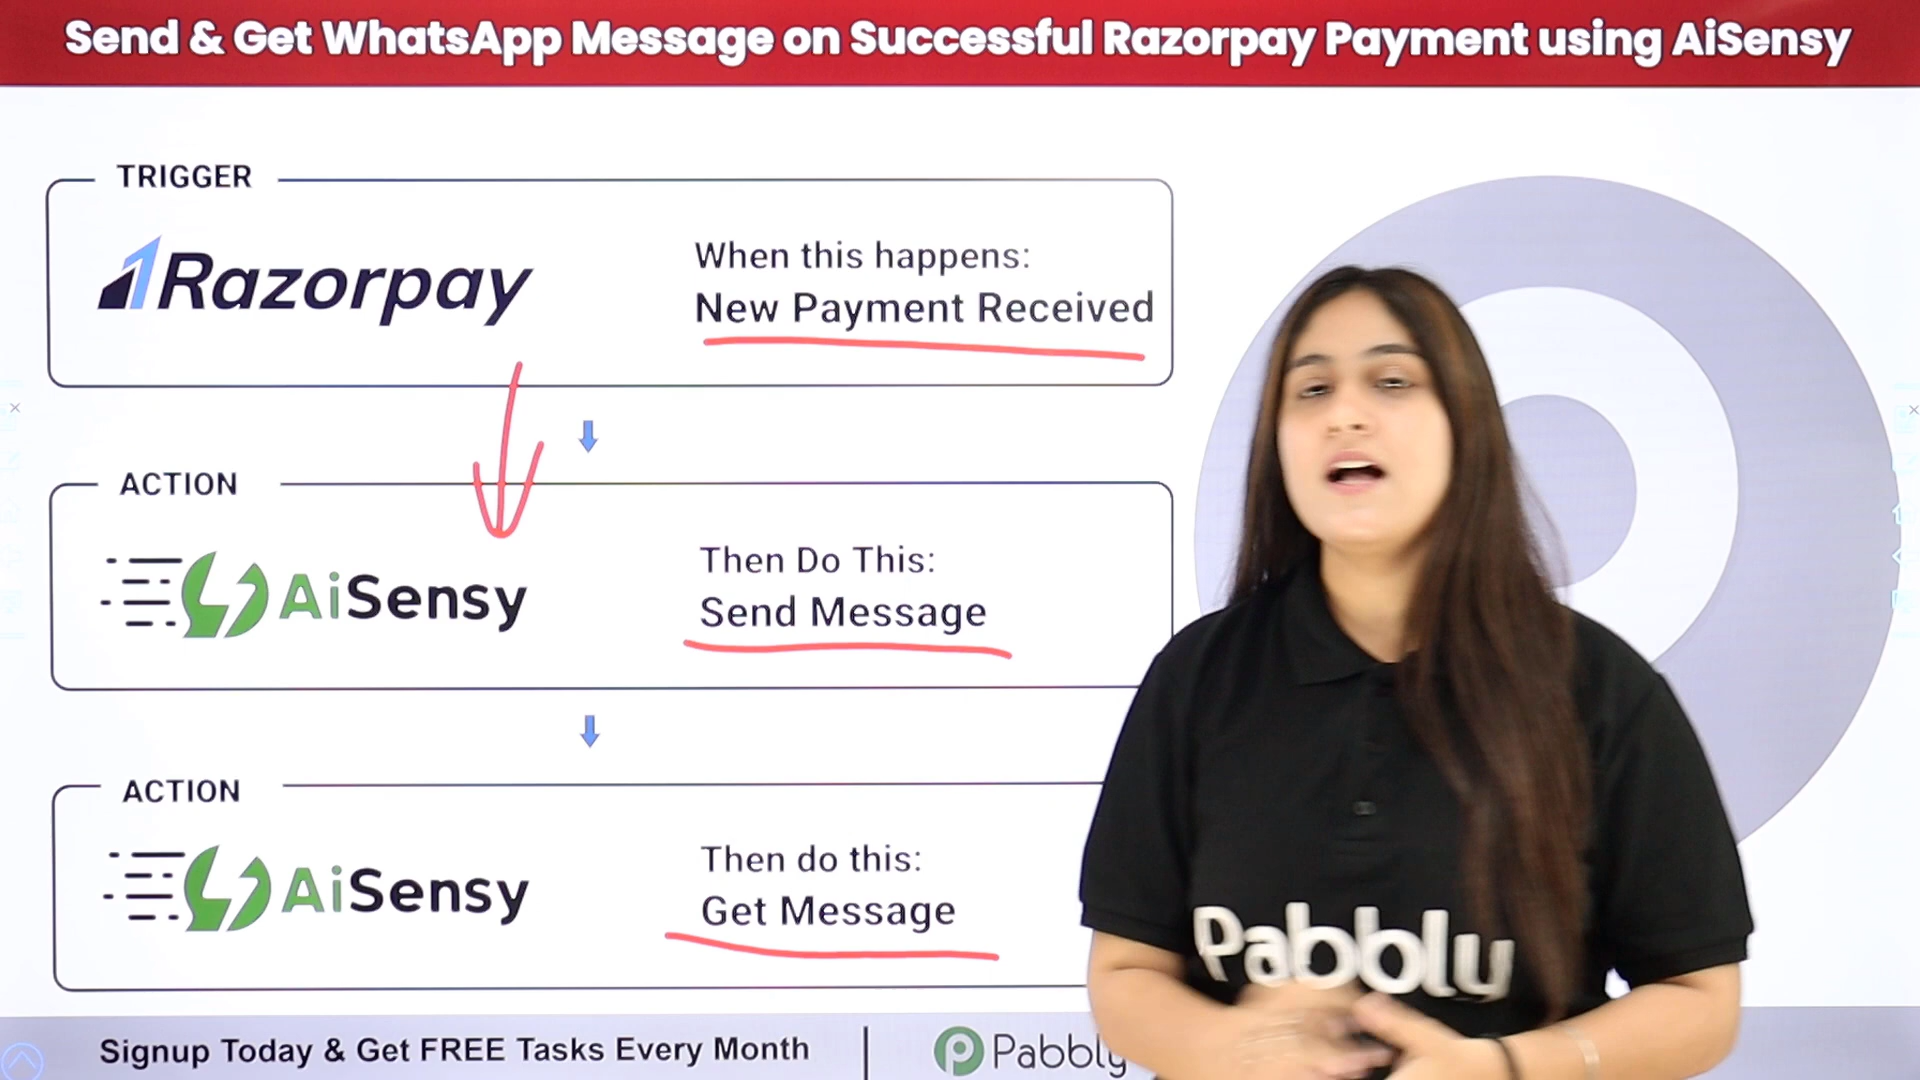 Send & Get WhatsApp Message on Successful Razorpay Payment using AiSensy
TRIGGER
Razorpay
When this happens:
New Payment Received
ACTION
AiSensy
Then Do This:
Send Message
ACTION
AiSensy
Then do this:
Get Message
Signup Today & Get FREE Tasks Every Month
Pabbly
Pabbly